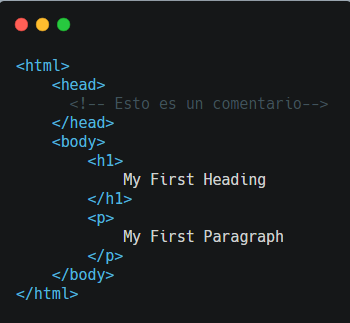 <html>
<head>
<!-- Esto es un comentario-->
</head>
<body>
<h1>
My First Heading
</h1>
<p>
My First Paragraph
</p>
</body>
</html>